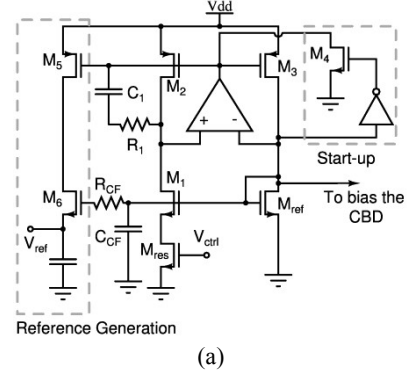 Vdd
M5
M2
M3
M4
C1
R1
+ -
Start-up
M6
RCF
M1
Mref
To bias the
CBD
Vref
CCF
Mres
Vctrl
Reference Generation
(a)